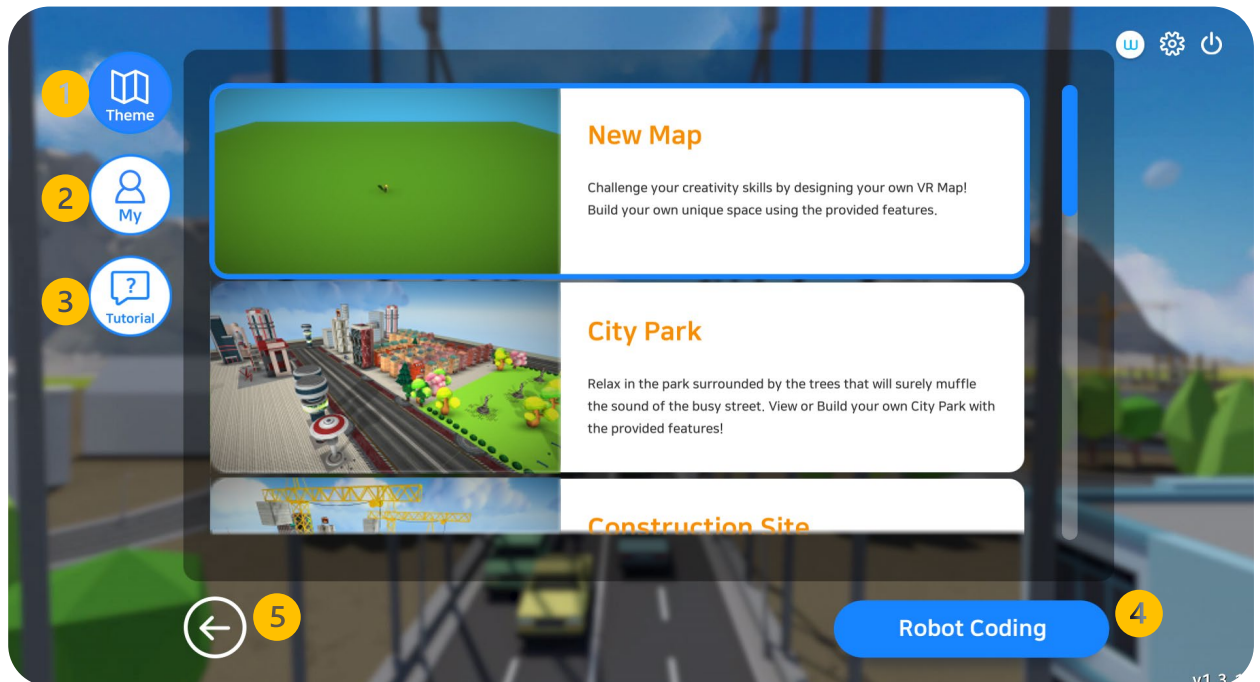 1
Theme
2
My
3
Tutorial
w
New Map
Challenge your creativity skills by designing your own VR Map!
Build your own unique space using the provided features.
City Park
Relax in the park surrounded by the trees that will surely muffle
the sound of the busy street. View or Build your own City Park with
the provided features!
Construction Site
5
Robot Coding
4